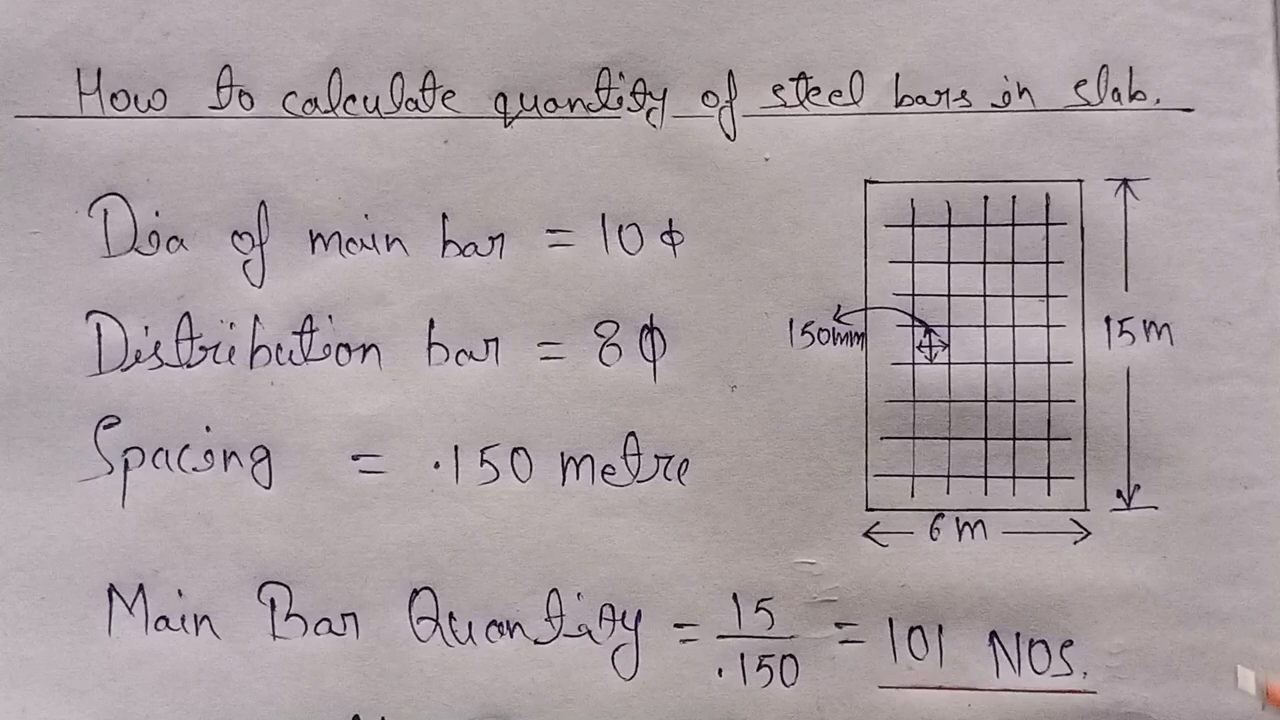 How to calculate quantity of steel bars in slab.
Dia of main bar = 10 ϕ
Distribution bar = 8 ϕ
Spacing = .150 metre
150mm
15m
6m
Main Bar Quantity = 15/.150 = 101 NOS.